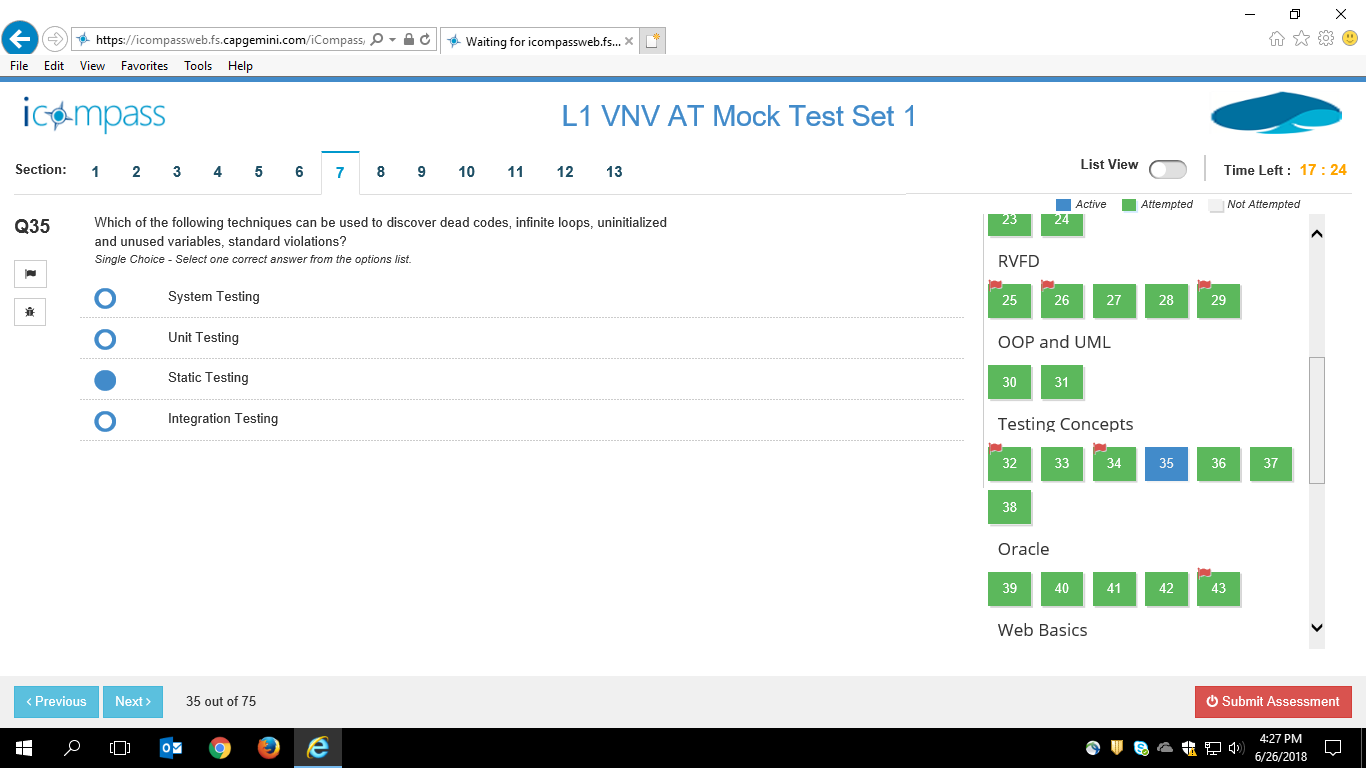 https://icompassweb.fs.capgemini.com/iCompass/
Waiting for icompassweb.fs...
File Edit View Favorites Tools Help
icompass
L1 VNV AT Mock Test Set 1
Section: 1 2 3 4 5 6 7 8 9 10 11 12 13
List View
Time Left : 17 : 24
Active Attempted Not Attempted
Q35
Which of the following techniques can be used to discover dead codes, infinite loops, uninitialized
and unused variables, standard violations?
Single Choice - Select one correct answer from the options list.
System Testing
Unit Testing
Static Testing
Integration Testing
23 24
RVFD
25 26 27 28 29
OOP and UML
30 31
Testing Concepts
32 33 34 35 36 37
38
Oracle
39 40 41 42 43
Web Basics
< Previous Next > 35 out of 75
Submit Assessment
4:27 PM
6/26/2018